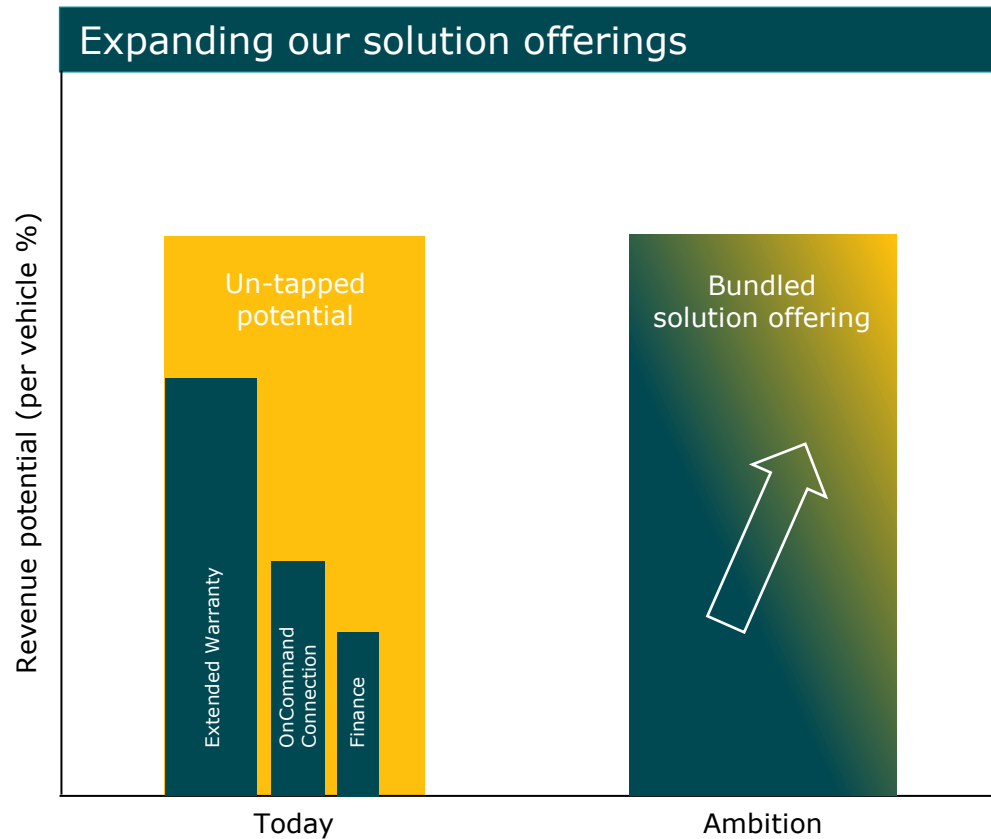 Expanding our solution offerings
Revenue potential (per vehicle %)
Un-tapped
potential
Extended Warranty
OnCommand
Connection
Finance
Bundled
solution offering
Today
Ambition